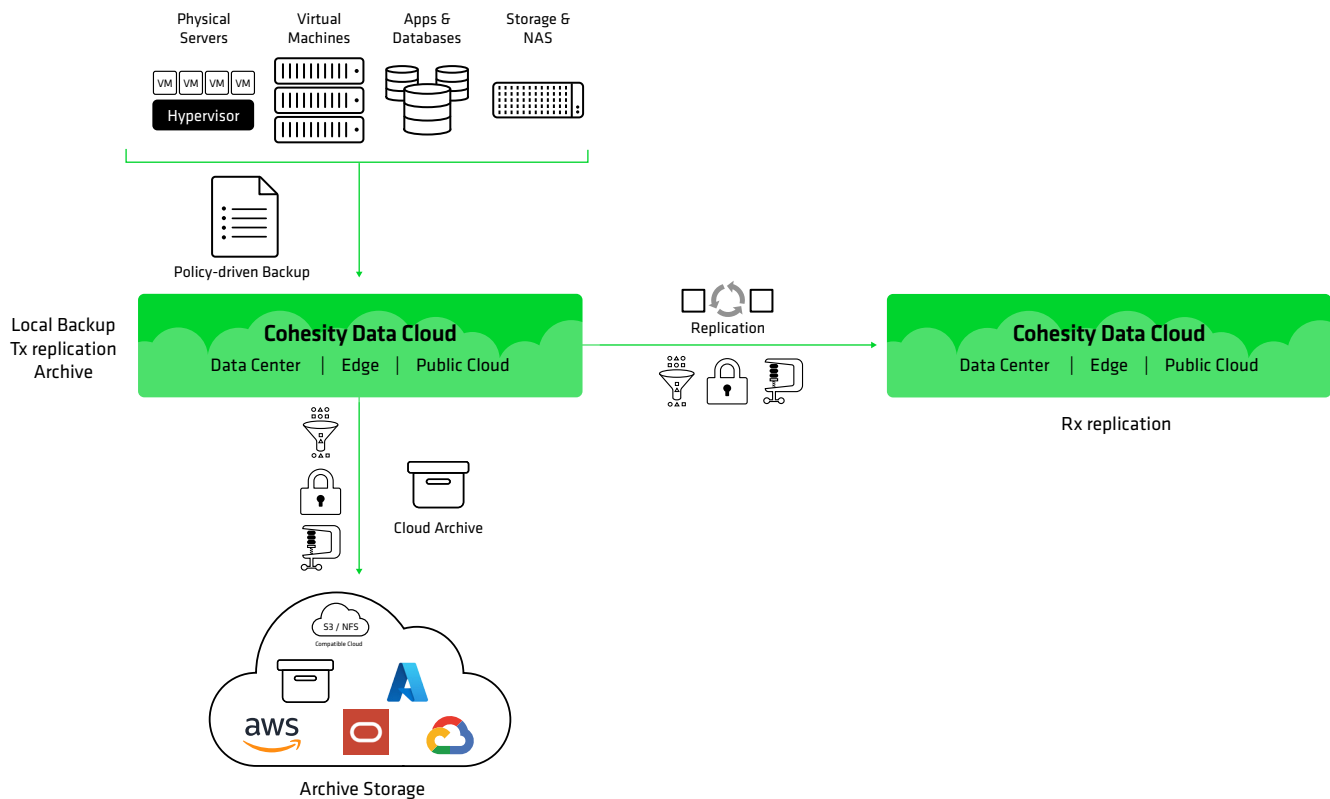 Physical
Servers
Virtual
Machines
Apps &
Databases
Storage &
NAS
VM VM VM VM
Hypervisor
Policy-driven Backup
Local Backup
Tx replication
Archive
Cohesity Data Cloud
Data Center | Edge | Public Cloud
Replication
Cohesity Data Cloud
Data Center | Edge | Public Cloud
Rx replication
Cloud Archive
S3 / NFS
Compatible Cloud
aws
Archive Storage